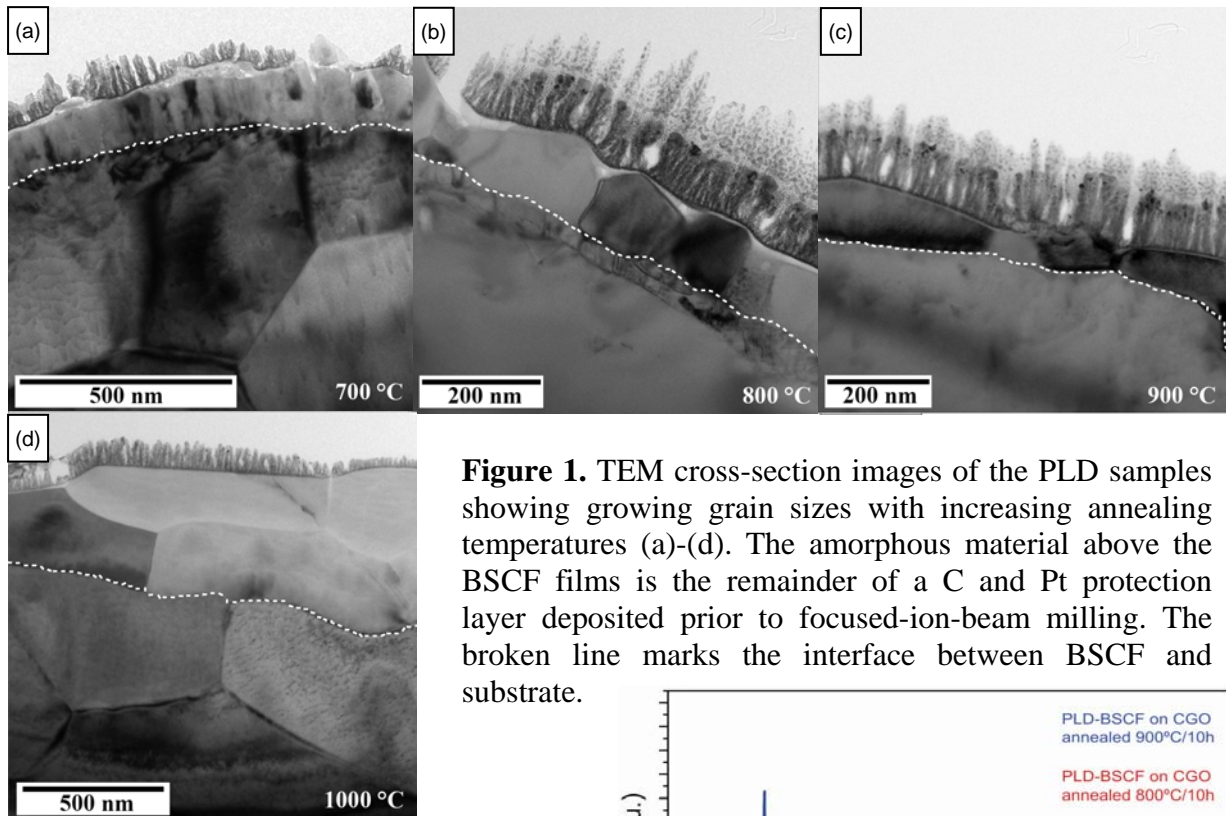 (a)
500 nm
700 °C
(b)
200 nm
800 °C
(c)
200 nm
900 °C
(d)
500 nm
1000 °C
Figure 1. TEM cross-section images of the PLD samples
showing growing grain sizes with increasing annealing
temperatures (a)-(d). The amorphous material above the
BSCF films is the remainder of a C and Pt protection
layer deposited prior to focused-ion-beam milling. The
broken line marks the interface between BSCF and
substrate.
PLD-BSCF on CGO
annealed 900°C/10h
PLD-BSCF on CGO
annealed 800°C/10h